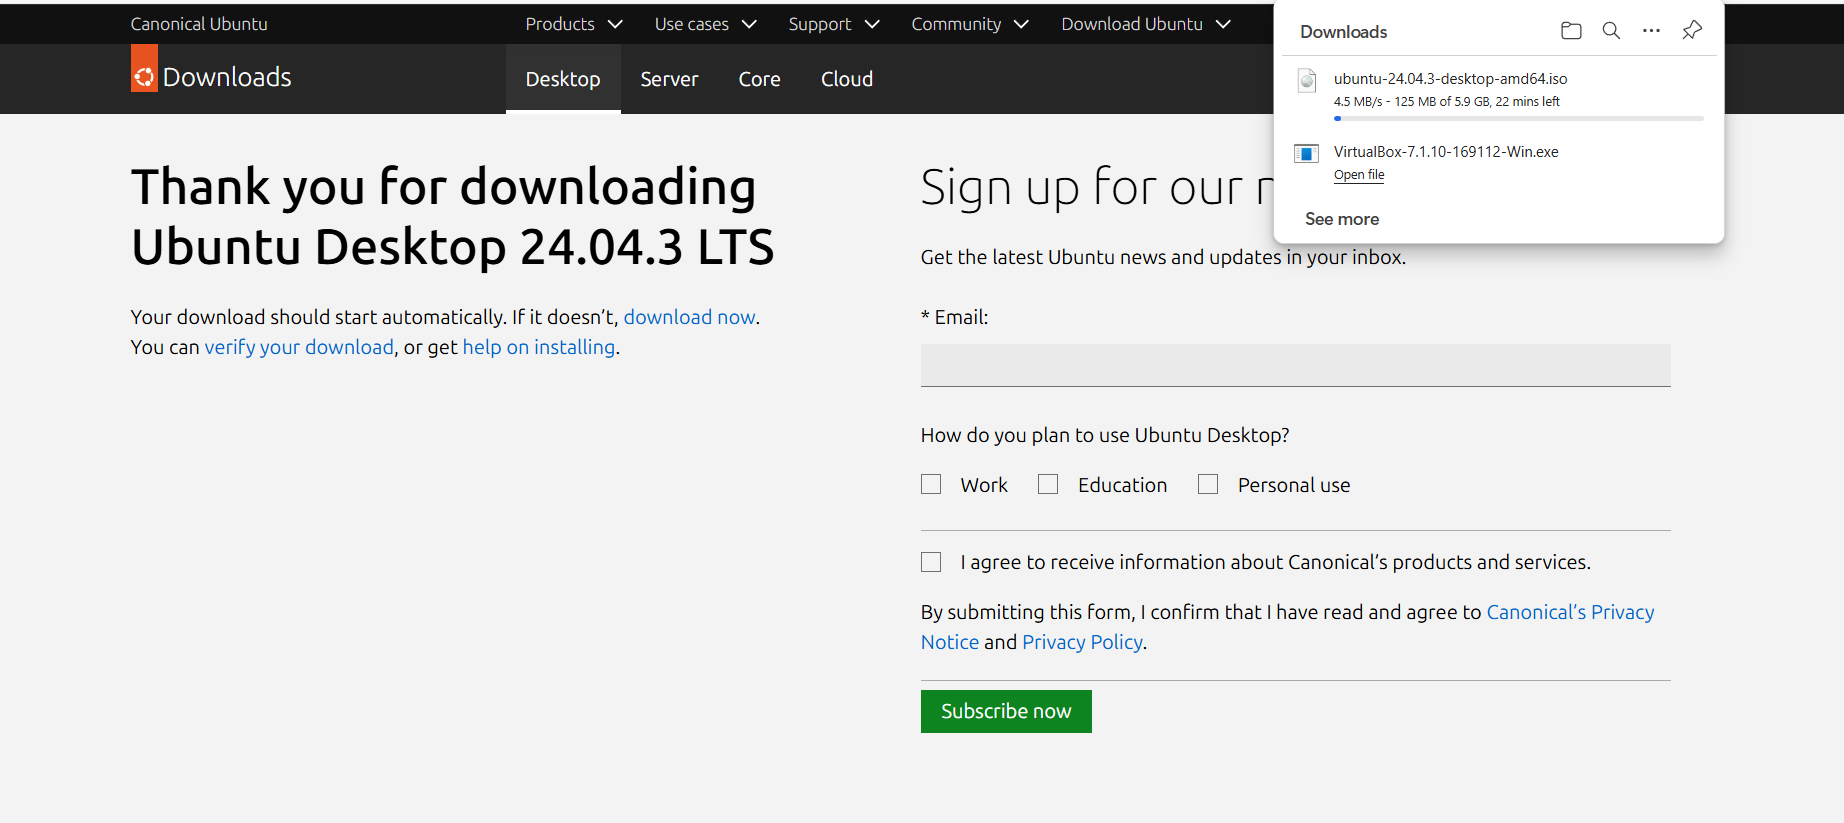 Canonical Ubuntu
Products
Use cases
Support
Community
Download Ubuntu
Downloads
Desktop
Server
Core
Cloud
Downloads
ubuntu-24.04.3-desktop-amd64.iso
4.5 MB/s - 125 MB of 5.9 GB, 22 mins left
VirtualBox-7.1.10-169112-Win.exe
Open file
See more
Thank you for downloading
Ubuntu Desktop 24.04.3 LTS
Your download should start automatically. If it doesn’t, download now.
You can verify your download, or get help on installing.
Sign up for our
Get the latest Ubuntu news and updates in your inbox.
* Email:
How do you plan to use Ubuntu Desktop?
Work
Education
Personal use
I agree to receive information about Canonical’s products and services.
By submitting this form, I confirm that I have read and agree to Canonical’s Privacy
Notice and Privacy Policy.
Subscribe now